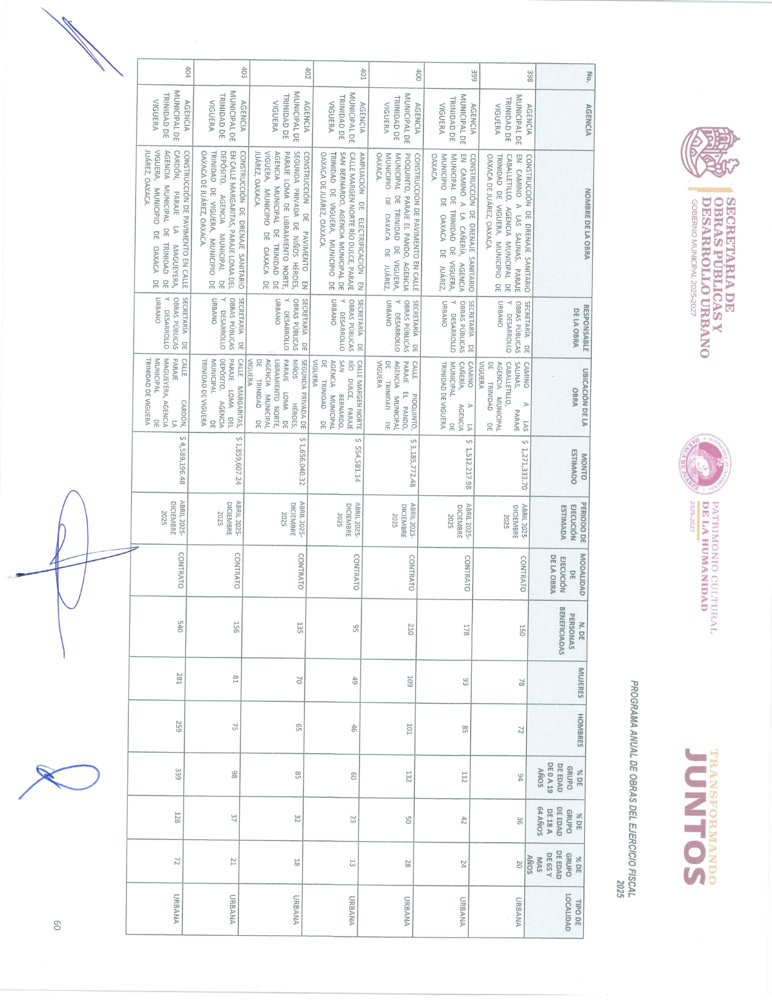 SECRETARIA DE
OBRAS PÚBLICAS Y
DESARROLLO URBANO
GOBIERNO MUNICIPAL 2025-2027
HONORABLE AYUNTAMIENTO
OAXACA DE JUÁREZ
PATRIMONIO CULTURAL
DE LA HUMANIDAD
2025-2027
TRANSFORMANDO
JUNTOS
PROGRAMA ANUAL DE OBRAS DEL EJERCICIO FISCAL
2025
No.
AGENCIA
NOMBRE DE LA OBRA
RESPONSABLE
DE LA OBRA
UBICACIÓN DE LA
OBRA
MONTO
ESTIMADO
PERIODO DE
EJECUCIÓN
ESTIMADA
MODALIDAD
DE
EJECUCIÓN
DE LA OBRA
N. DE
PERSONAS
BENEFICIADAS
MUJERES
HOMBRES
% DE
GRUPO
DE EDAD
DE 0 A 19
AÑOS
% DE
GRUPO
DE EDAD
DE 18 A
64 AÑOS
% DE
GRUPO
DE EDAD
DE 65 Y
MAS
AÑOS
TIPO DE
LOCALIDAD
398
AGENCIA
MUNICIPAL DE
TRINIDAD DE
VIGUERA
CONSTRUCCIÓN DE DRENAJE SANITARIO
EN CAMINO A LAS SALINAS, PARAJE
CABALLETILLO, AGENCIA MUNICIPAL DE
TRINIDAD DE VIGUERA, MUNICIPIO DE
OAXACA DE JUÁREZ, OAXACA.
SECRETARÍA DE
OBRAS PÚBLICAS
Y DESARROLLO
URBANO
CAMINO A LAS
SALINAS, PARAJE
CABALLETILLO,
AGENCIA MUNICIPAL
DE TRINIDAD DE
VIGUERA
$ 1,271,333.70
ABRIL 2025-
DICIEMBRE
2025
CONTRATO
150
78
72
94
36
20
URBANA
399
AGENCIA
MUNICIPAL DE
TRINIDAD DE
VIGUERA
CONSTRUCCIÓN DE DRENAJE SANITARIO
EN CAMINO A LA CAÑERÍA, AGENCIA
MUNICIPAL DE TRINIDAD DE VIGUERA,
MUNICIPIO DE OAXACA DE JUÁREZ,
OAXACA.
SECRETARÍA DE
OBRAS PÚBLICAS
Y DESARROLLO
URBANO
CAMINO A LA
CAÑERÍA, AGENCIA
MUNICIPAL DE
TRINIDAD DE VIGUERA
$ 1,512,217.98
ABRIL 2025-
DICIEMBRE
2025
CONTRATO
178
93
85
112
42
24
URBANA
400
AGENCIA
MUNICIPAL DE
TRINIDAD DE
VIGUERA
CONSTRUCCIÓN DE PAVIMENTO EN CALLE
PIOQUINTO, PARAJE EL PANDO, AGENCIA
MUNICIPAL DE TRINIDAD DE VIGUERA,
MUNICIPIO DE OAXACA DE JUÁREZ,
OAXACA.
SECRETARÍA DE
OBRAS PÚBLICAS
Y DESARROLLO
URBANO
CALLE PIOQUINTO,
PARAJE EL PANDO,
AGENCIA MUNICIPAL
DE TRINIDAD DE
VIGUERA
$ 3,185,772.48
ABRIL 2025-
DICIEMBRE
2025
CONTRATO
210
109
101
132
50
28
URBANA
401
AGENCIA
MUNICIPAL DE
TRINIDAD DE
VIGUERA
AMPLIACIÓN DE ELECTRIFICACIÓN EN
CALLE MARGEN NORTE RÍO DULCE, PARAJE
SAN BERNARDO, AGENCIA MUNICIPAL DE
TRINIDAD DE VIGUERA, MUNICIPIO DE
OAXACA DE JUÁREZ, OAXACA.
SECRETARÍA DE
OBRAS PÚBLICAS
Y DESARROLLO
URBANO
CALLE MARGEN NORTE
RÍO DULCE, PARAJE
SAN BERNARDO,
AGENCIA MUNICIPAL
DE TRINIDAD DE
VIGUERA
$ 554,581.14
ABRIL 2025-
DICIEMBRE
2025
CONTRATO
95
49
46
60
23
13
URBANA
402
AGENCIA
MUNICIPAL DE
TRINIDAD DE
VIGUERA
CONSTRUCCIÓN DE PAVIMENTO EN
SEGUNDA PRIVADA DE NIÑOS HÉROES,
PARAJE LOMA DE LIBRAMIENTO NORTE,
AGENCIA MUNICIPAL DE TRINIDAD DE
VIGUERA, MUNICIPIO DE OAXACA DE
JUÁREZ, OAXACA.
SECRETARÍA DE
OBRAS PÚBLICAS
Y DESARROLLO
URBANO
SEGUNDA PRIVADA DE
NIÑOS HÉROES,
PARAJE LOMA DE
LIBRAMIENTO NORTE,
AGENCIA MUNICIPAL
DE TRINIDAD DE
VIGUERA
$ 1,656,040.32
ABRIL 2025-
DICIEMBRE
2025
CONTRATO
135
70
65
85
32
18
URBANA
403
AGENCIA
MUNICIPAL DE
TRINIDAD DE
VIGUERA
CONSTRUCCIÓN DE DRENAJE SANITARIO
EN CALLE MARGARITAS, PARAJE LOMA DEL
DEPÓSITO, AGENCIA MUNICIPAL DE
TRINIDAD DE VIGUERA, MUNICIPIO DE
OAXACA DE JUÁREZ, OAXACA.
SECRETARÍA DE
OBRAS PÚBLICAS
Y DESARROLLO
URBANO
CALLE MARGARITAS,
PARAJE LOMA DEL
DEPÓSITO, AGENCIA
MUNICIPAL DE
TRINIDAD DE VIGUERA
$ 1,859,607.24
ABRIL 2025-
DICIEMBRE
2025
CONTRATO
156
81
75
98
37
21
URBANA
404
AGENCIA
MUNICIPAL DE
TRINIDAD DE
VIGUERA
CONSTRUCCIÓN DE PAVIMENTO EN CALLE
CARDÓN, PARAJE LA MAGUEYERA,
AGENCIA MUNICIPAL DE TRINIDAD DE
VIGUERA, MUNICIPIO DE OAXACA DE
JUÁREZ, OAXACA.
SECRETARÍA DE
OBRAS PÚBLICAS
Y DESARROLLO
URBANO
CALLE CARDÓN,
PARAJE LA
MAGUEYERA, AGENCIA
MUNICIPAL DE
TRINIDAD DE VIGUERA
$ 4,589,196.48
ABRIL 2025-
DICIEMBRE
2025
CONTRATO
540
281
259
339
128
72
URBANA
60